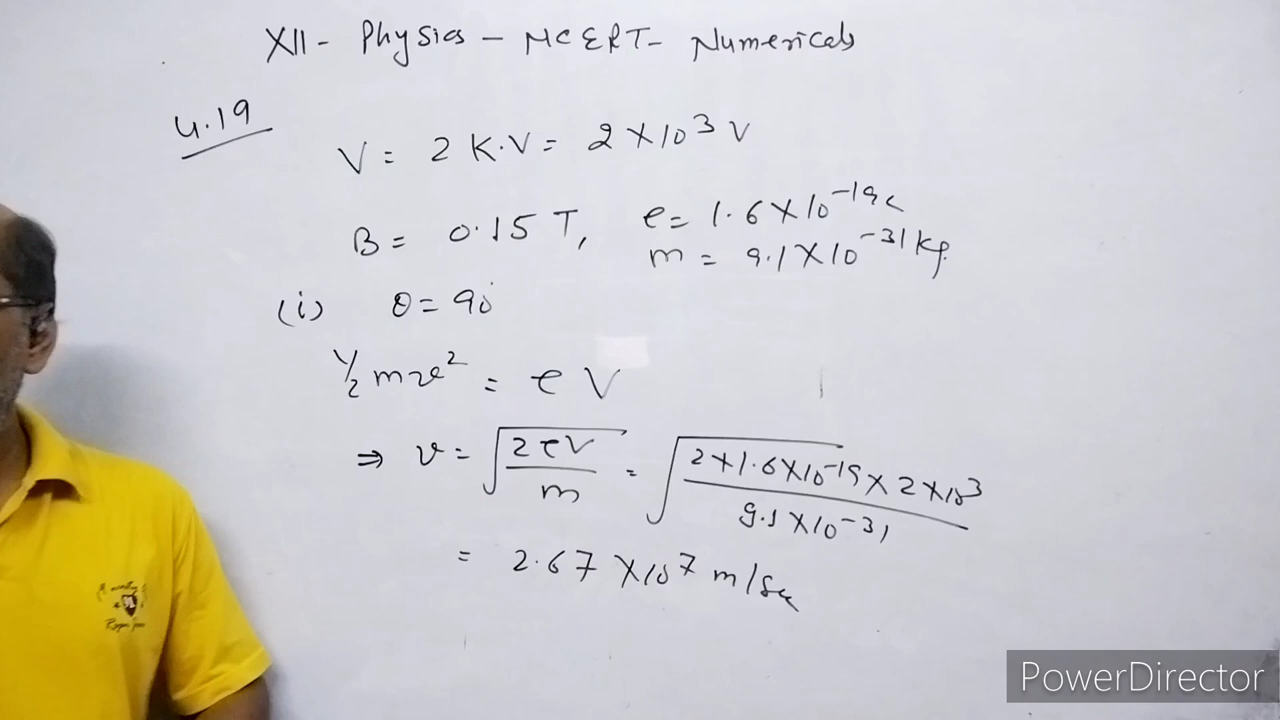 XII - Physics - NCERT - Numericals
4.19
V = 2 K.V = 2 × 10³ V
B = 0.15 T, e = 1.6 × 10⁻¹⁹ c
m = 9.1 × 10⁻³¹ kg.
(i) θ = 90°
1/2 mv² = e V
⇒ v = √(2eV/m) = √(2 × 1.6 × 10⁻¹⁹ × 2 × 10³ / 9.1 × 10⁻³¹)
= 2.67 × 10⁷ m/sec
PowerDirector